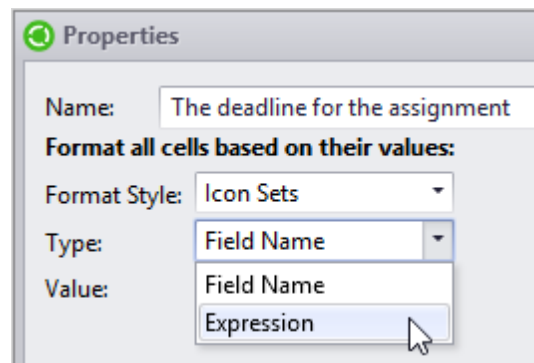 Properties
Name: The deadline for the assignment
Format all cells based on their values:
Format Style: Icon Sets
Type: Field Name
Value: Field Name
Expression